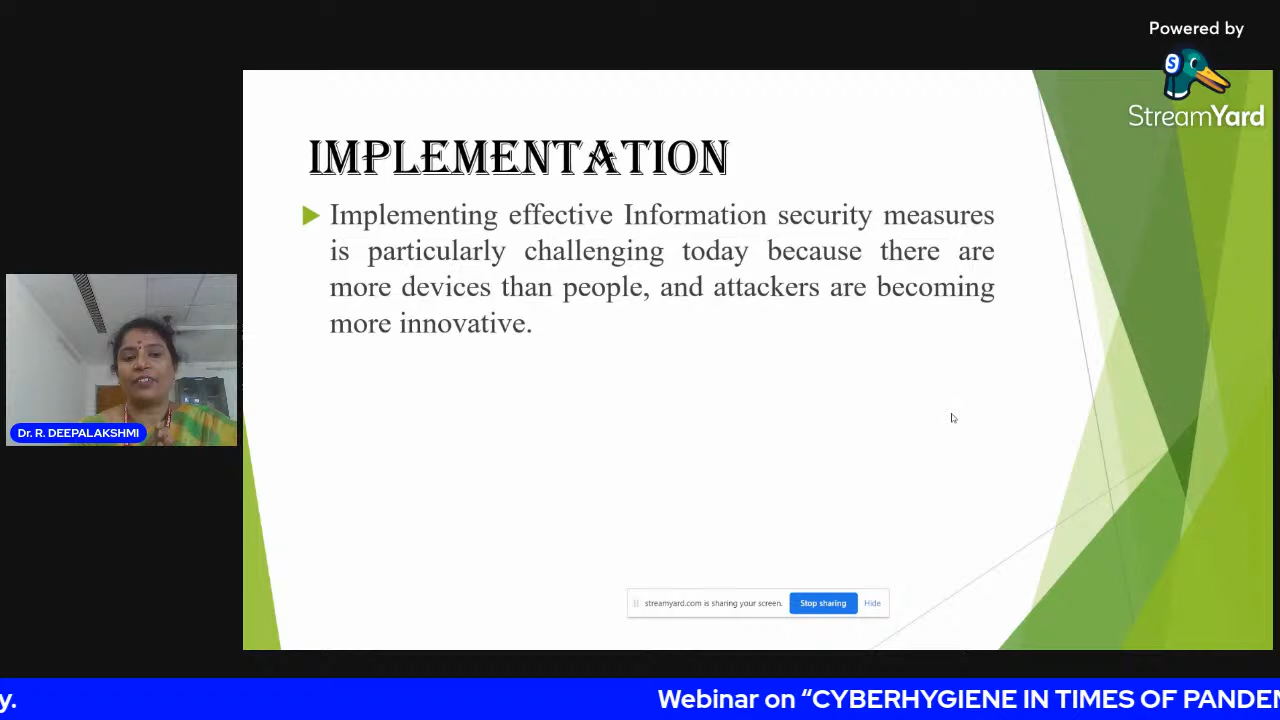 Powered by
StreamYard
IMPLEMENTATION
Implementing effective Information security measures
is particularly challenging today because there are
more devices than people, and attackers are becoming
more innovative.
Dr. R. DEEPALAKSHMI
streamyard.com is sharing your screen.
Stop sharing
Hide
y.
Webinar on “CYBERHYGIENE IN TIMES OF PANDEM